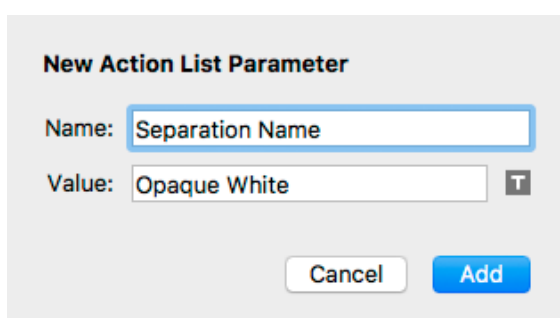 New Action List Parameter
Name: Separation Name
Value: Opaque White T
Cancel Add